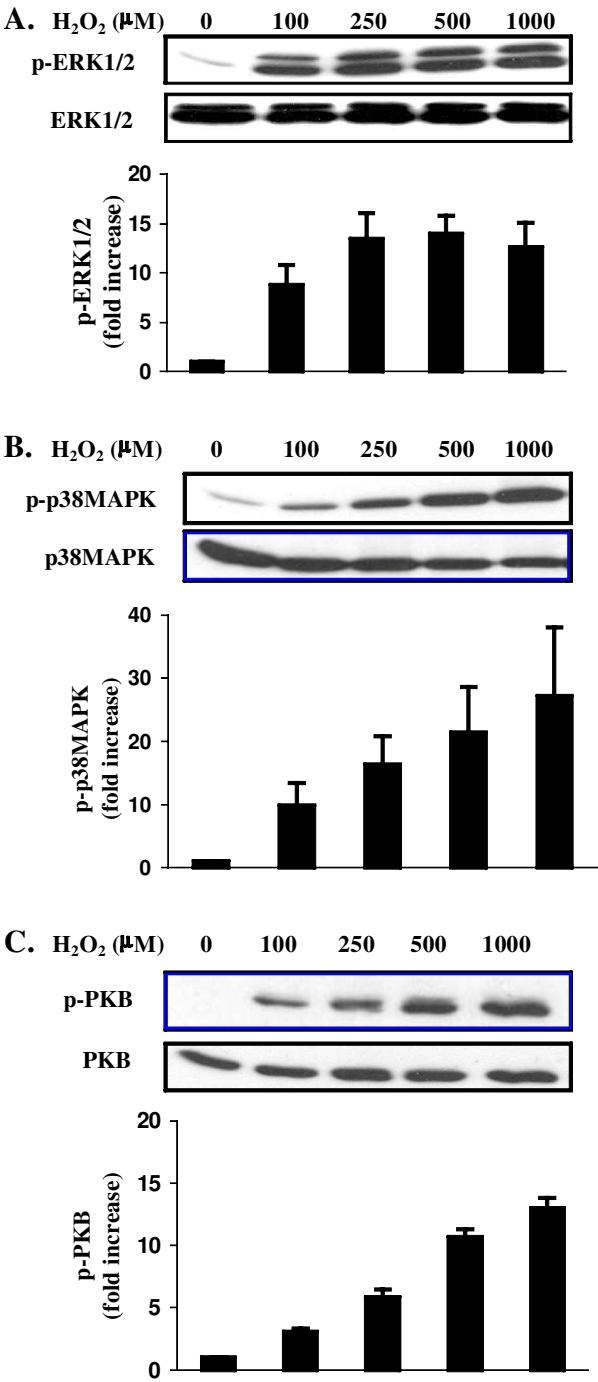 A. H₂O₂ (μM) 0 100 250 500 1000
p-ERK1/2
ERK1/2
20
15
10
5
0
p-ERK1/2
(fold increase)
B. H₂O₂ (μM) 0 100 250 500 1000
p-p38MAPK
p38MAPK
40
30
20
10
0
p-p38MAPK
(fold increase)
C. H₂O₂ (μM) 0 100 250 500 1000
p-PKB
PKB
20
15
10
5
0
p-PKB
(fold increase)